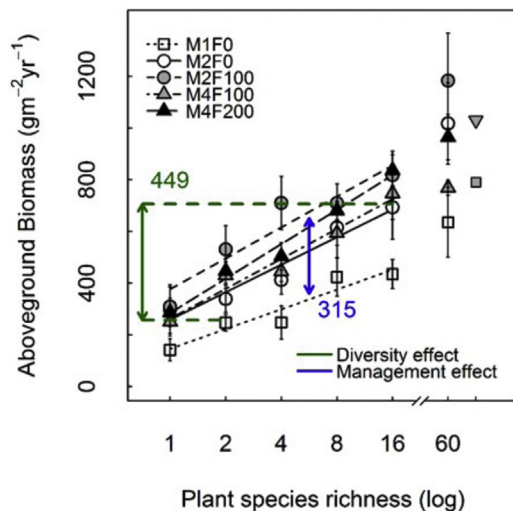 M1F0
M2F0
M2F100
M4F100
M4F200
449
315
Diversity effect
Management effect
0
400
800
1200
Aboveground Biomass (gm⁻²yr⁻¹)
1 2 4 8 16 60
Plant species richness (log)